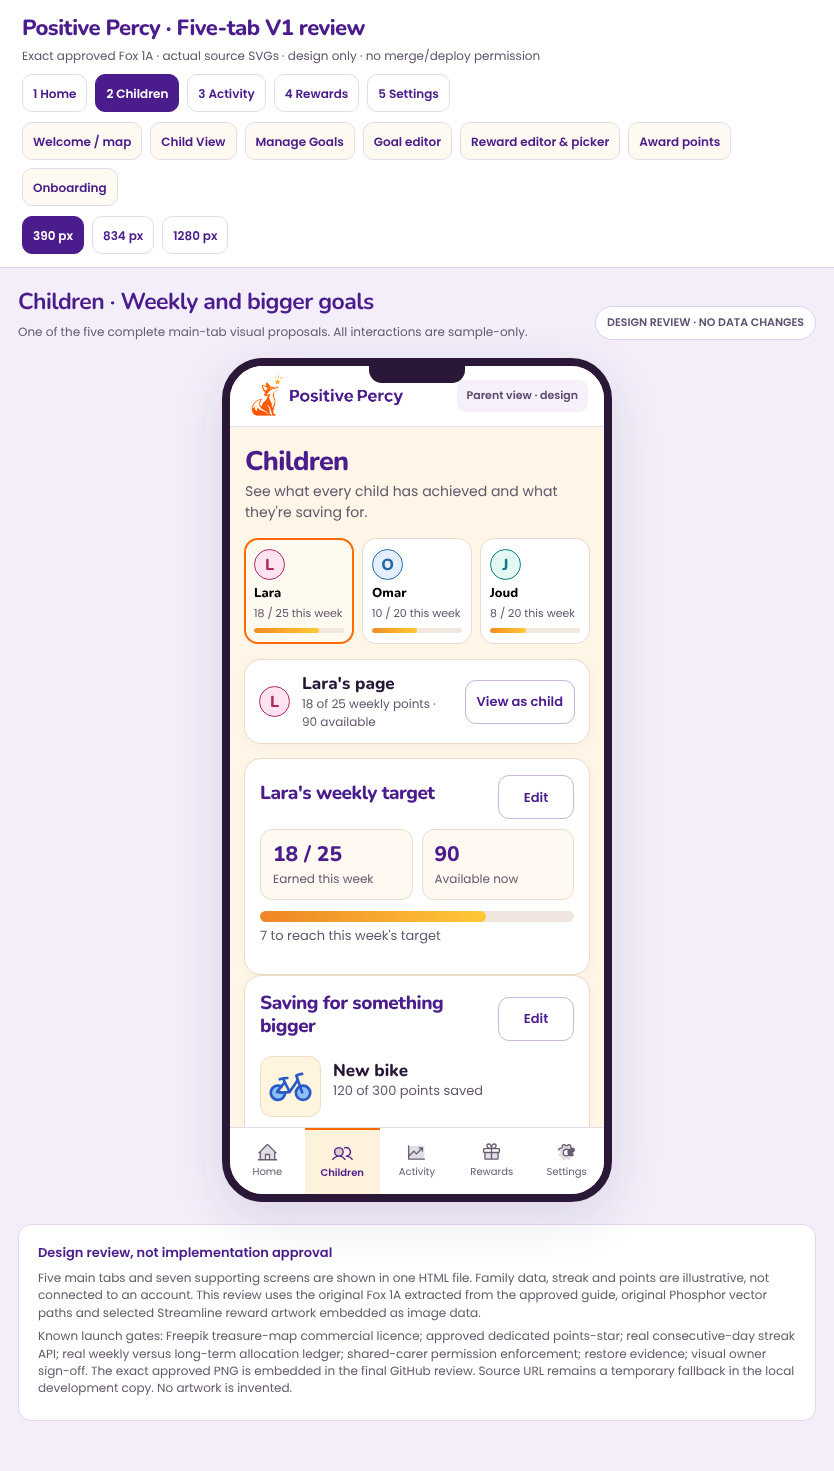 Positive Percy · Five-tab V1 review
Exact approved Fox 1A · actual source SVGs · design only · no merge/deploy permission
1 Home
2 Children
3 Activity
4 Rewards
5 Settings
Welcome / map
Child View
Manage Goals
Goal editor
Reward editor & picker
Award points
Onboarding
390 px
834 px
1280 px
Children · Weekly and bigger goals
One of the five complete main-tab visual proposals. All interactions are sample-only.
DESIGN REVIEW · NO DATA CHANGES
Positive Percy
Parent view · design
Children
See what every child has achieved and what
they're saving for.
L
Lara
18 / 25 this week
O
Omar
10 / 20 this week
J
Joud
8 / 20 this week
L
Lara's page
18 of 25 weekly points ·
90 available
View as child
Lara's weekly target
Edit
18 / 25
Earned this week
90
Available now
7 to reach this week's target
Saving for something
bigger
Edit
New bike
120 of 300 points saved
Home
Children
Activity
Rewards
Settings
Design review, not implementation approval
Five main tabs and seven supporting screens are shown in one HTML file. Family data, streak and points are illustrative, not
connected to an account. This review uses the original Fox 1A extracted from the approved guide, original Phosphor vector
paths and selected Streamline reward artwork embedded as image data.
Known launch gates: Freepik treasure-map commercial licence; approved dedicated points-star; real consecutive-day streak
API; real weekly versus long-term allocation ledger; shared-carer permission enforcement; restore evidence; visual owner
sign-off. The exact approved PNG is embedded in the final GitHub review. Source URL remains a temporary fallback in the local
development copy. No artwork is invented.